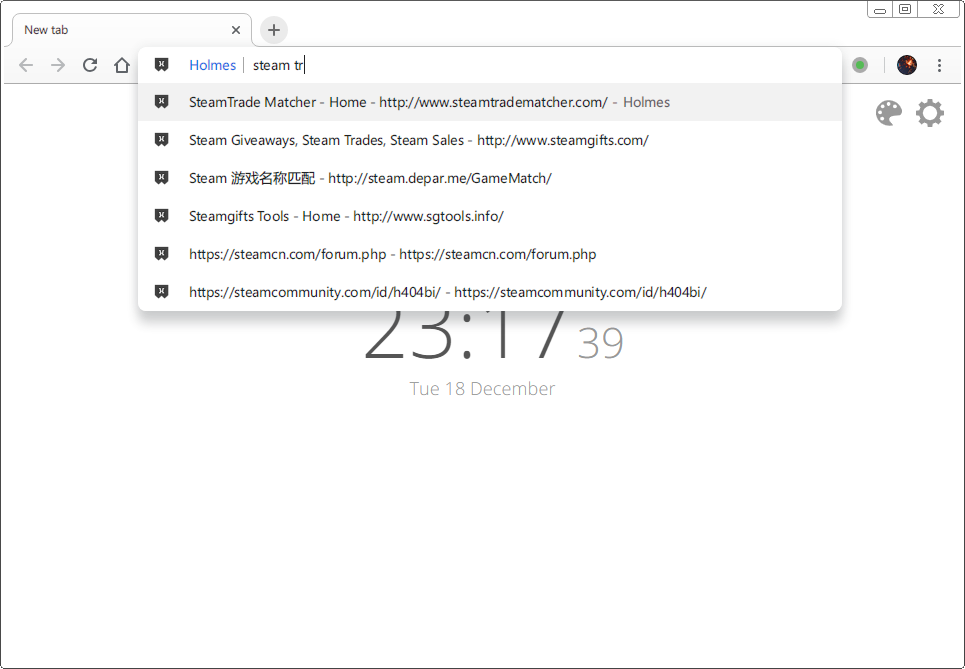 New tab
Holmes steam tr
SteamTrade Matcher - Home - http://www.steamtradematcher.com/ - Holmes
Steam Giveaways, Steam Trades, Steam Sales - http://www.steamgifts.com/
Steam 游戏名称匹配 - http://steam.depar.me/GameMatch/
Steamgifts Tools - Home - http://www.sgtools.info/
https://steamcn.com/forum.php - https://steamcn.com/forum.php
https://steamcommunity.com/id/h404bi/ - https://steamcommunity.com/id/h404bi/
23:17 39
Tue 18 December